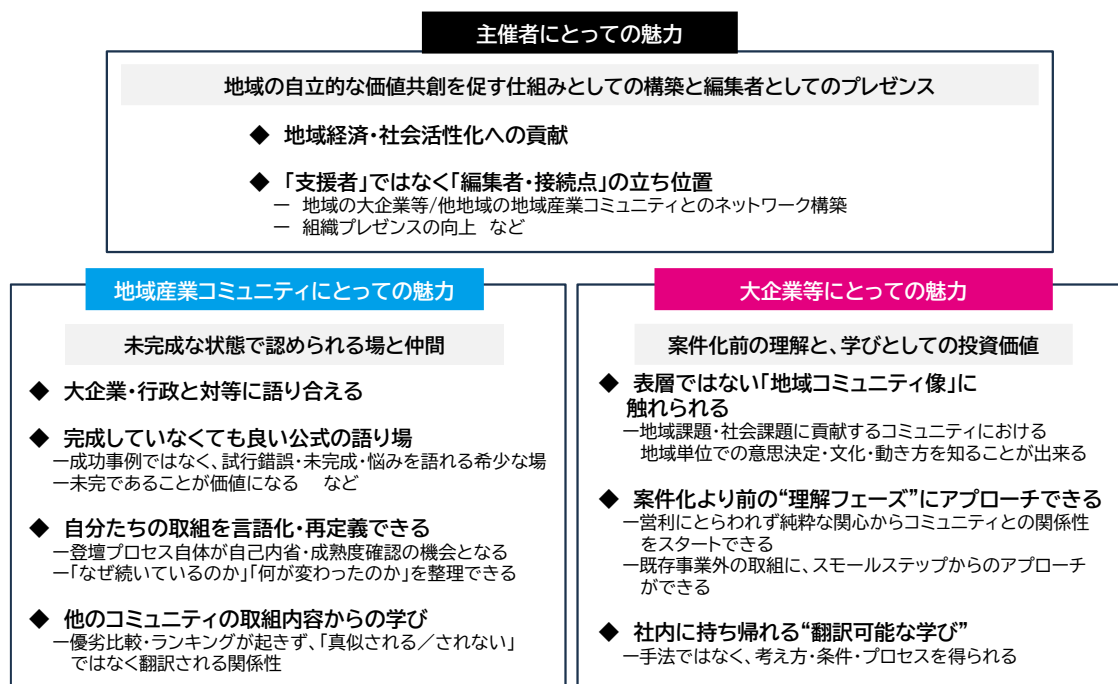 主催者にとっての魅力
地域の自立的な価値共創を促す仕組みとしての構築と編集者としてのプレゼンス
◆ 地域経済・社会活性化への貢献
◆ 「支援者」ではなく「編集者・接続点」の立ち位置
― 地域の大企業等/他地域の地域産業コミュニティとのネットワーク構築
― 組織プレゼンスの向上 など
地域産業コミュニティにとっての魅力
未完成な状態で認められる場と仲間
◆ 大企業・行政と対等に語り合える
◆ 完成していなくても良い公式の語り場
―成功事例ではなく、試行錯誤・未完成・悩みを語れる希少な場
―未完であることが価値になる など
◆ 自分たちの取組を言語化・再定義できる
―登壇プロセス自体が自己内省・成熟度確認の機会となる
―「なぜ続いているのか」「何が変わったのか」を整理できる
◆ 他のコミュニティの取組内容からの学び
―優劣比較・ランキングが起きず、「真似される／されない」
ではなく翻訳される関係性
大企業等にとっての魅力
案件化前の理解と、学びとしての投資価値
◆ 表層ではない「地域コミュニティ像」に
触れられる
―地域課題・社会課題に貢献するコミュニティにおける
地域単位での意思決定・文化・動き方を知ることが出来る
◆ 案件化より前の“理解フェーズ”にアプローチできる
―営利にとらわれず純粋な関心からコミュニティとの関係性
をスタートできる
―既存事業外の取組に、スモールステップからのアプローチ
ができる
◆ 社内に持ち帰れる“翻訳可能な学び”
―手法ではなく、考え方・条件・プロセスを得られる